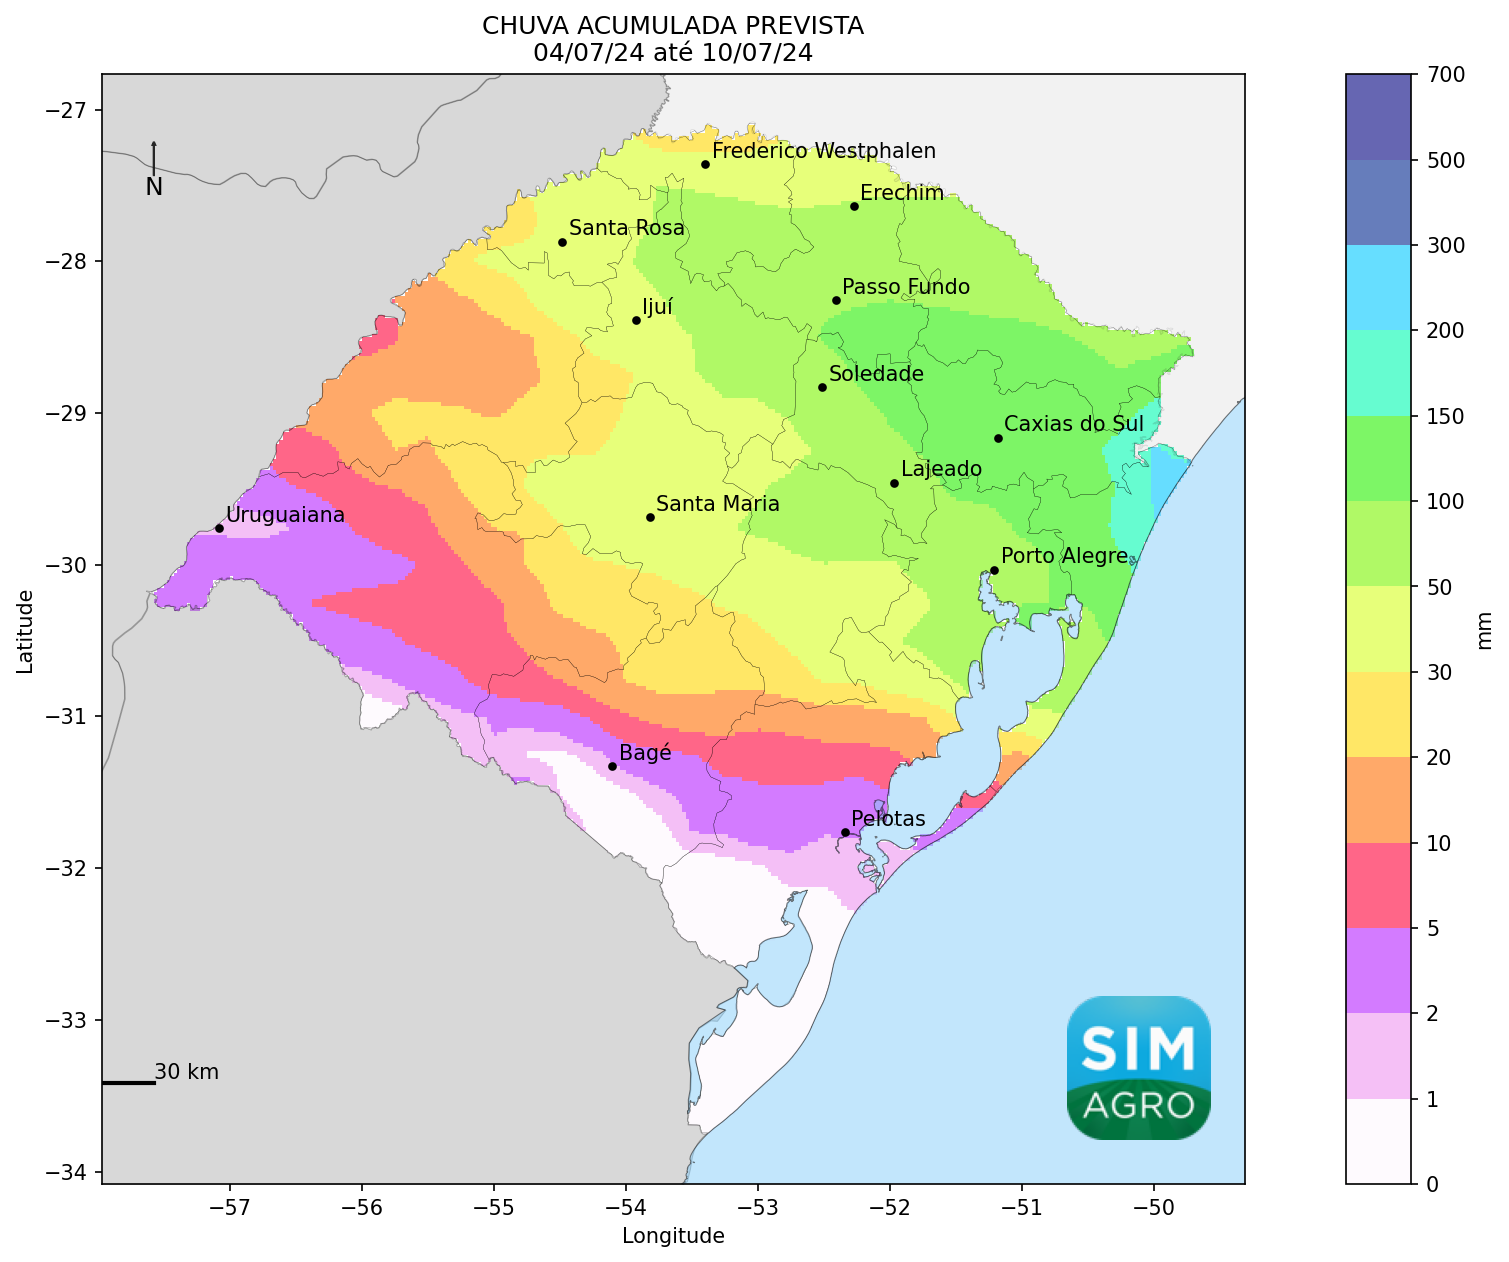 CHUVA ACUMULADA PREVISTA
04/07/24 até 10/07/24
−27
−28
−29
−30
−31
−32
−33
−34
Latitude
N
Frederico Westphalen
Erechim
Santa Rosa
Passo Fundo
Ijuí
Soledade
Caxias do Sul
Lajeado
Santa Maria
Uruguaiana
Porto Alegre
Bagé
Pelotas
30 km
SIM
AGRO
−57
−56
−55
−54
−53
−52
−51
−50
Longitude
700
500
300
200
150
100
50
30
20
10
5
2
1
0
mm